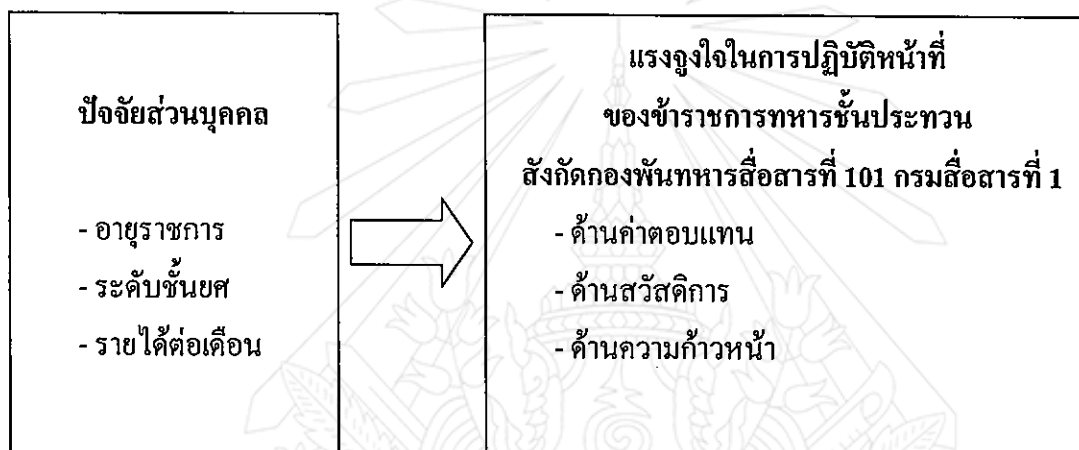 ปัจจัยส่วนบุคคล
- อายุราชการ
- ระดับชั้นยศ
- รายได้ต่อเดือน
แรงจูงใจในการปฏิบัติหน้าที่
ของข้าราชการทหารชั้นประทวน
สังกัดกองพันทหารสื่อสารที่ 101 กรมสื่อสารที่ 1
- ด้านค่าตอบแทน
- ด้านสวัสดิการ
- ด้านความก้าวหน้า